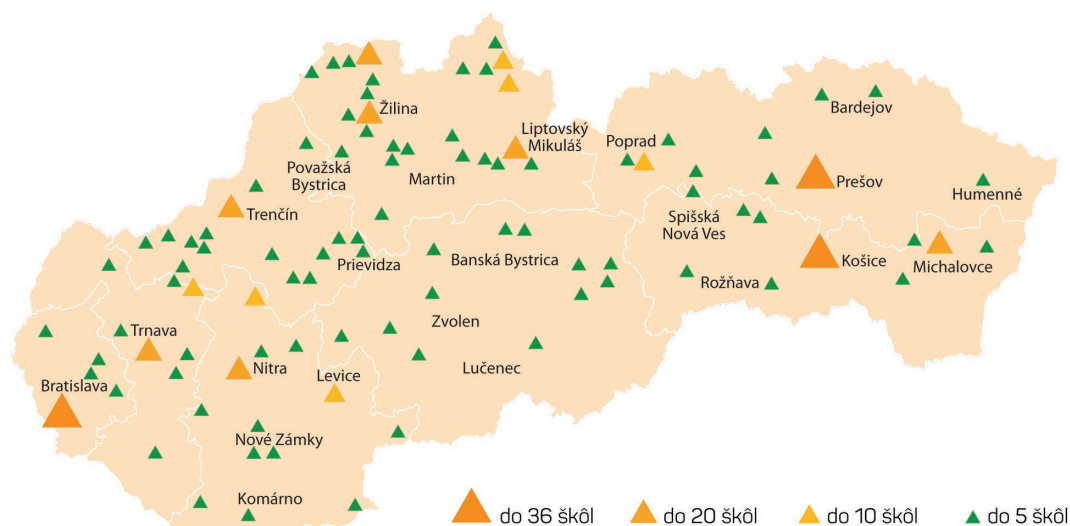 Bardejov
Žilina
Liptovský
Mikuláš
Poprad
Považská
Bystrica
Martin
Prešov
Humenné
Trenčín
Spišská
Nová Ves
Prievidza
Banská Bystrica
Košice
Michalovce
Rožňava
Zvolen
Trnava
Nitra
Levice
Lučenec
Bratislava
Nové Zámky
Komárno
do 36 škôl
do 20 škôl
do 10 škôl
do 5 škôl